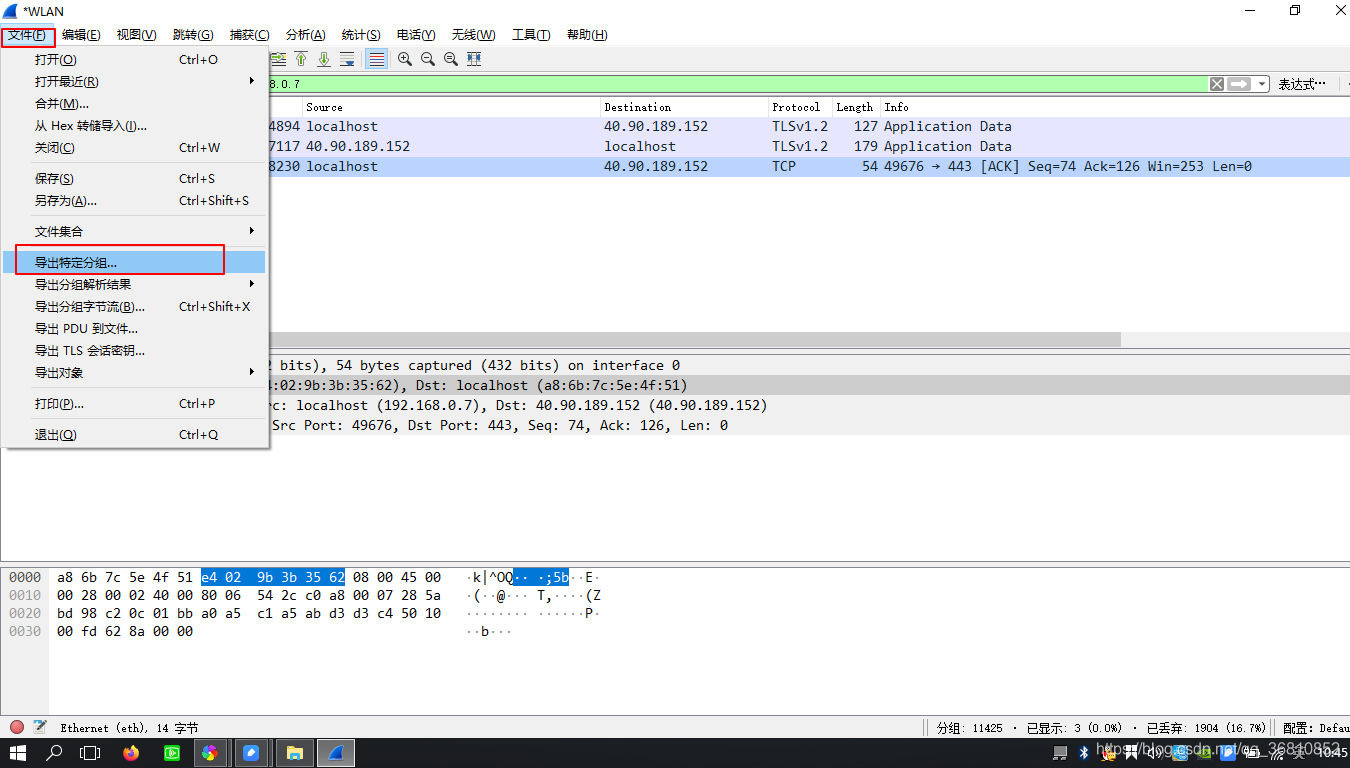 *WLAN
文件(F) 编辑(E) 视图(V) 跳转(G) 捕获(C) 分析(A) 统计(S) 电话(Y) 无线(W) 工具(T) 帮助(H)
打开(O) Ctrl+O
打开最近(R)
合并(M)...
从 Hex 转储导入(I)...
关闭(C) Ctrl+W
保存(S) Ctrl+S
另存为(A)... Ctrl+Shift+S
文件集合
导出特定分组...
导出分组解析结果
导出分组字节流(B)... Ctrl+Shift+X
导出 PDU 到文件...
导出 TLS 会话密钥...
导出对象
打印(P)... Ctrl+P
退出(Q) Ctrl+Q
8.0.7 表达式…
Source Destination Protocol Length Info
4894 localhost 40.90.189.152 TLSv1.2 127 Application Data
7117 40.90.189.152 localhost TLSv1.2 179 Application Data
8230 localhost 40.90.189.152 TCP 54 49676 → 443 [ACK] Seq=74 Ack=126 Win=253 Len=0
2 bits), 54 bytes captured (432 bits) on interface 0
4:02:9b:3b:35:62), Dst: localhost (a8:6b:7c:5e:4f:51)
rc: localhost (192.168.0.7), Dst: 40.90.189.152 (40.90.189.152)
Src Port: 49676, Dst Port: 443, Seq: 74, Ack: 126, Len: 0
0000 a8 6b 7c 5e 4f 51 e4 02 9b 3b 35 62 08 00 45 00 ·k|^OQ·· ·;5b··E·
0010 00 28 00 02 40 00 80 06 54 2c c0 a8 00 07 28 5a ·(··@··· T,····(Z
0020 bd 98 c2 0c 01 bb a0 a5 c1 a5 ab d3 d3 c4 50 10 ········ ······P·
0030 00 fd 62 8a 00 00 ··b···
Ethernet (eth), 14 字节 分组: 11425 · 已显示: 3 (0.0%) · 已丢弃: 1904 (16.7%) 配置: Defau
https://blog.csdn.net/qq_36810852
英 10:45